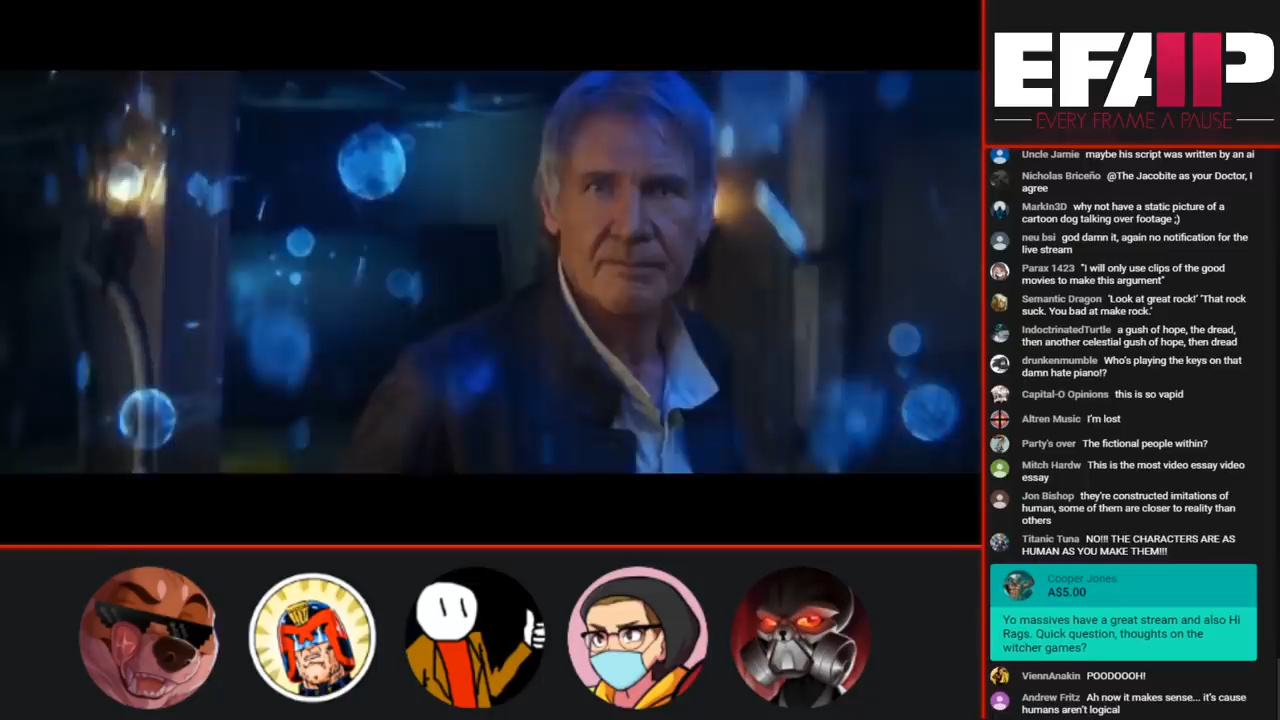 EFAP
EVERY FRAME A PAUSE
Uncle Jamie maybe his script was written by an ai
Nicholas Briceño @The Jacobite as your Doctor, I
agree
MarkIn3D why not have a static picture of a
cartoon dog talking over footage ;)
neu bsi god damn it, again no notification for the
live stream
Parax 1423 "I will only use clips of the good
movies to make this argument"
Semantic Dragon 'Look at great rock!' 'That rock
suck. You bad at make rock.'
IndoctrinatedTurtle a gush of hope, the dread,
then another celestial gush of hope, then dread
drunkenmumble Who's playing the keys on that
damn hate piano!?
Capital-O Opinions this is so vapid
Altren Music I'm lost
Party's over The fictional people within?
Mitch Hardw This is the most video essay video
essay
Jon Bishop they're constructed imitations of
human, some of them are closer to reality than
others
Titanic Tuna NO!!! THE CHARACTERS ARE AS
HUMAN AS YOU MAKE THEM!!!
Cooper Jones
A$5.00
Yo massives have a great stream and also Hi
Rags. Quick question, thoughts on the
witcher games?
ViennAnakin POODOOOH!
Andrew Fritz Ah now it makes sense... it's cause
humans aren't logical